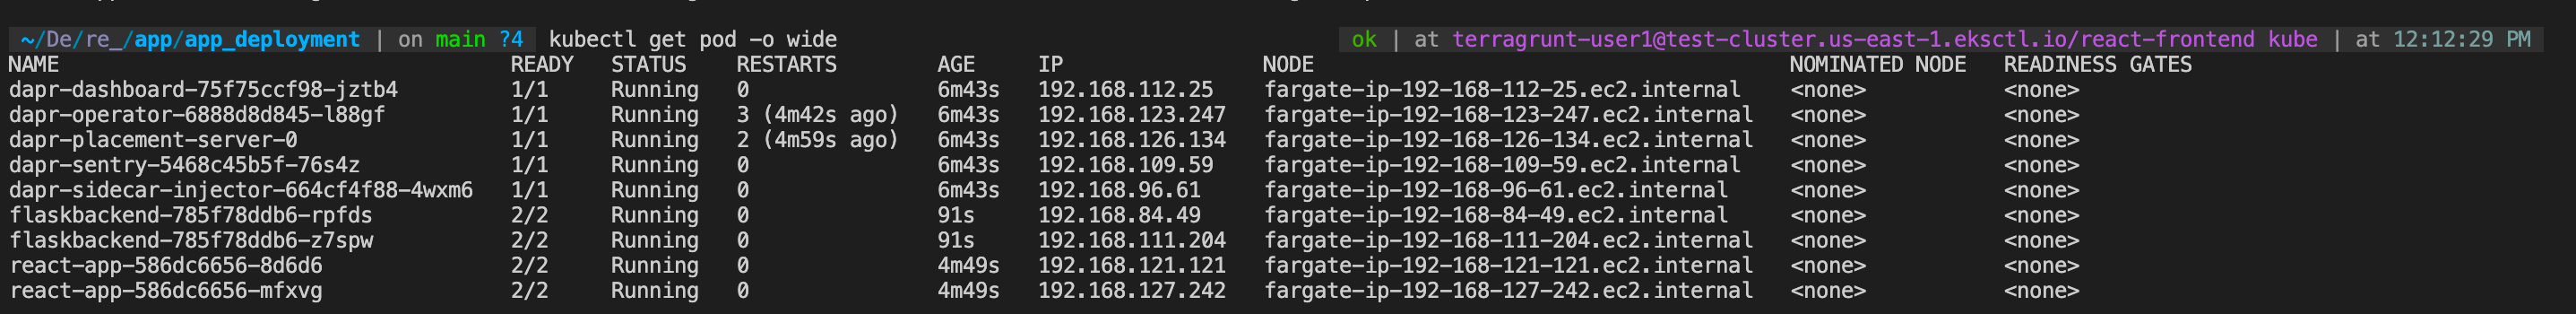 ~/De/re_/app/app_deployment | on main ?4 kubectl get pod -o wide ok | at terragrunt-user1@test-cluster.us-east-1.eksctl.io/react-frontend kube | at 12:12:29 PM
NAME READY STATUS RESTARTS AGE IP NODE NOMINATED NODE READINESS GATES
dapr-dashboard-75f75ccf98-jztb4 1/1 Running 0 6m43s 192.168.112.25 fargate-ip-192-168-112-25.ec2.internal <none> <none>
dapr-operator-6888d8d845-l88gf 1/1 Running 3 (4m42s ago) 6m43s 192.168.123.247 fargate-ip-192-168-123-247.ec2.internal <none> <none>
dapr-placement-server-0 1/1 Running 2 (4m59s ago) 6m43s 192.168.126.134 fargate-ip-192-168-126-134.ec2.internal <none> <none>
dapr-sentry-5468c45b5f-76s4z 1/1 Running 0 6m43s 192.168.109.59 fargate-ip-192-168-109-59.ec2.internal <none> <none>
dapr-sidecar-injector-664cf4f88-4wxm6 1/1 Running 0 6m43s 192.168.96.61 fargate-ip-192-168-96-61.ec2.internal <none> <none>
flaskbackend-785f78ddb6-rpfds 2/2 Running 0 91s 192.168.84.49 fargate-ip-192-168-84-49.ec2.internal <none> <none>
flaskbackend-785f78ddb6-z7spw 2/2 Running 0 91s 192.168.111.204 fargate-ip-192-168-111-204.ec2.internal <none> <none>
react-app-586dc6656-8d6d6 2/2 Running 0 4m49s 192.168.121.121 fargate-ip-192-168-121-121.ec2.internal <none> <none>
react-app-586dc6656-mfxvg 2/2 Running 0 4m49s 192.168.127.242 fargate-ip-192-168-127-242.ec2.internal <none> <none>